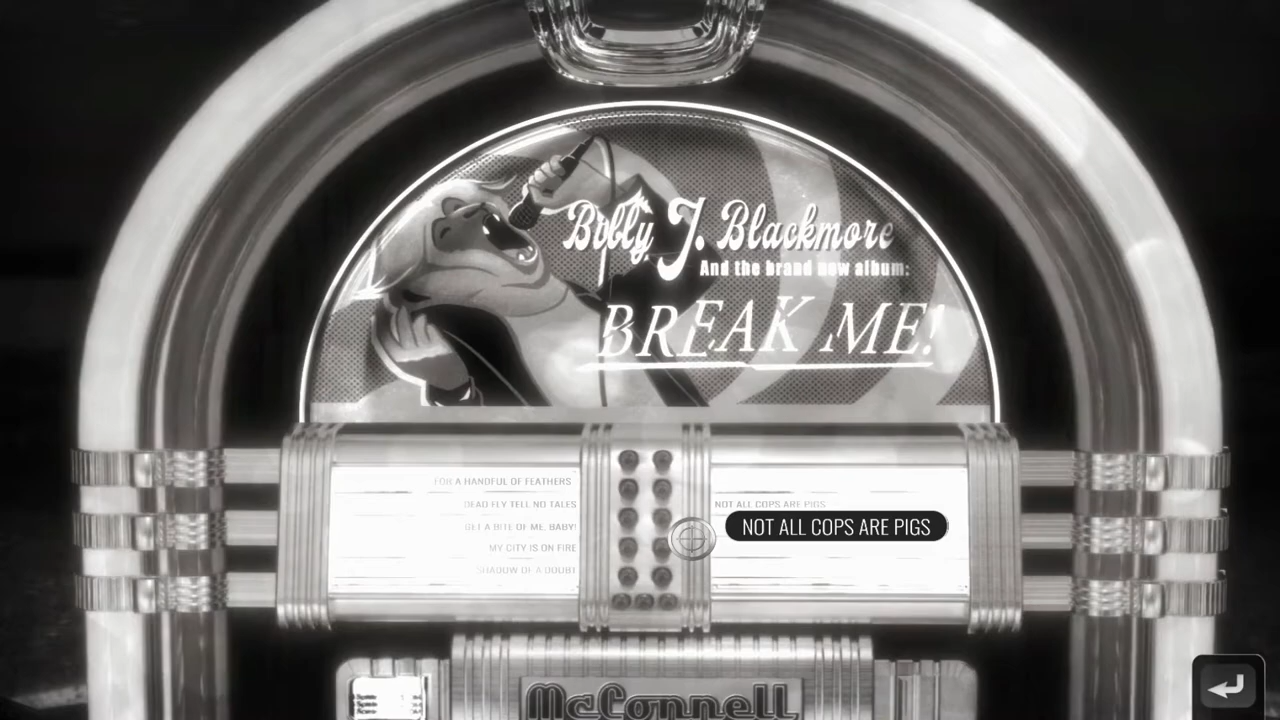 Billy J. Blackmore
And the brand new album:
BREAK ME!
FOR A HANDFUL OF FEATHERS
DEAD FLY TELL NO TALES
GET A BITE OF ME, BABY!
MY CITY IS ON FIRE
SHADOW OF A DOUBT
NOT ALL COPS ARE PIGS
NOT ALL COPS ARE PIGS
McConnell